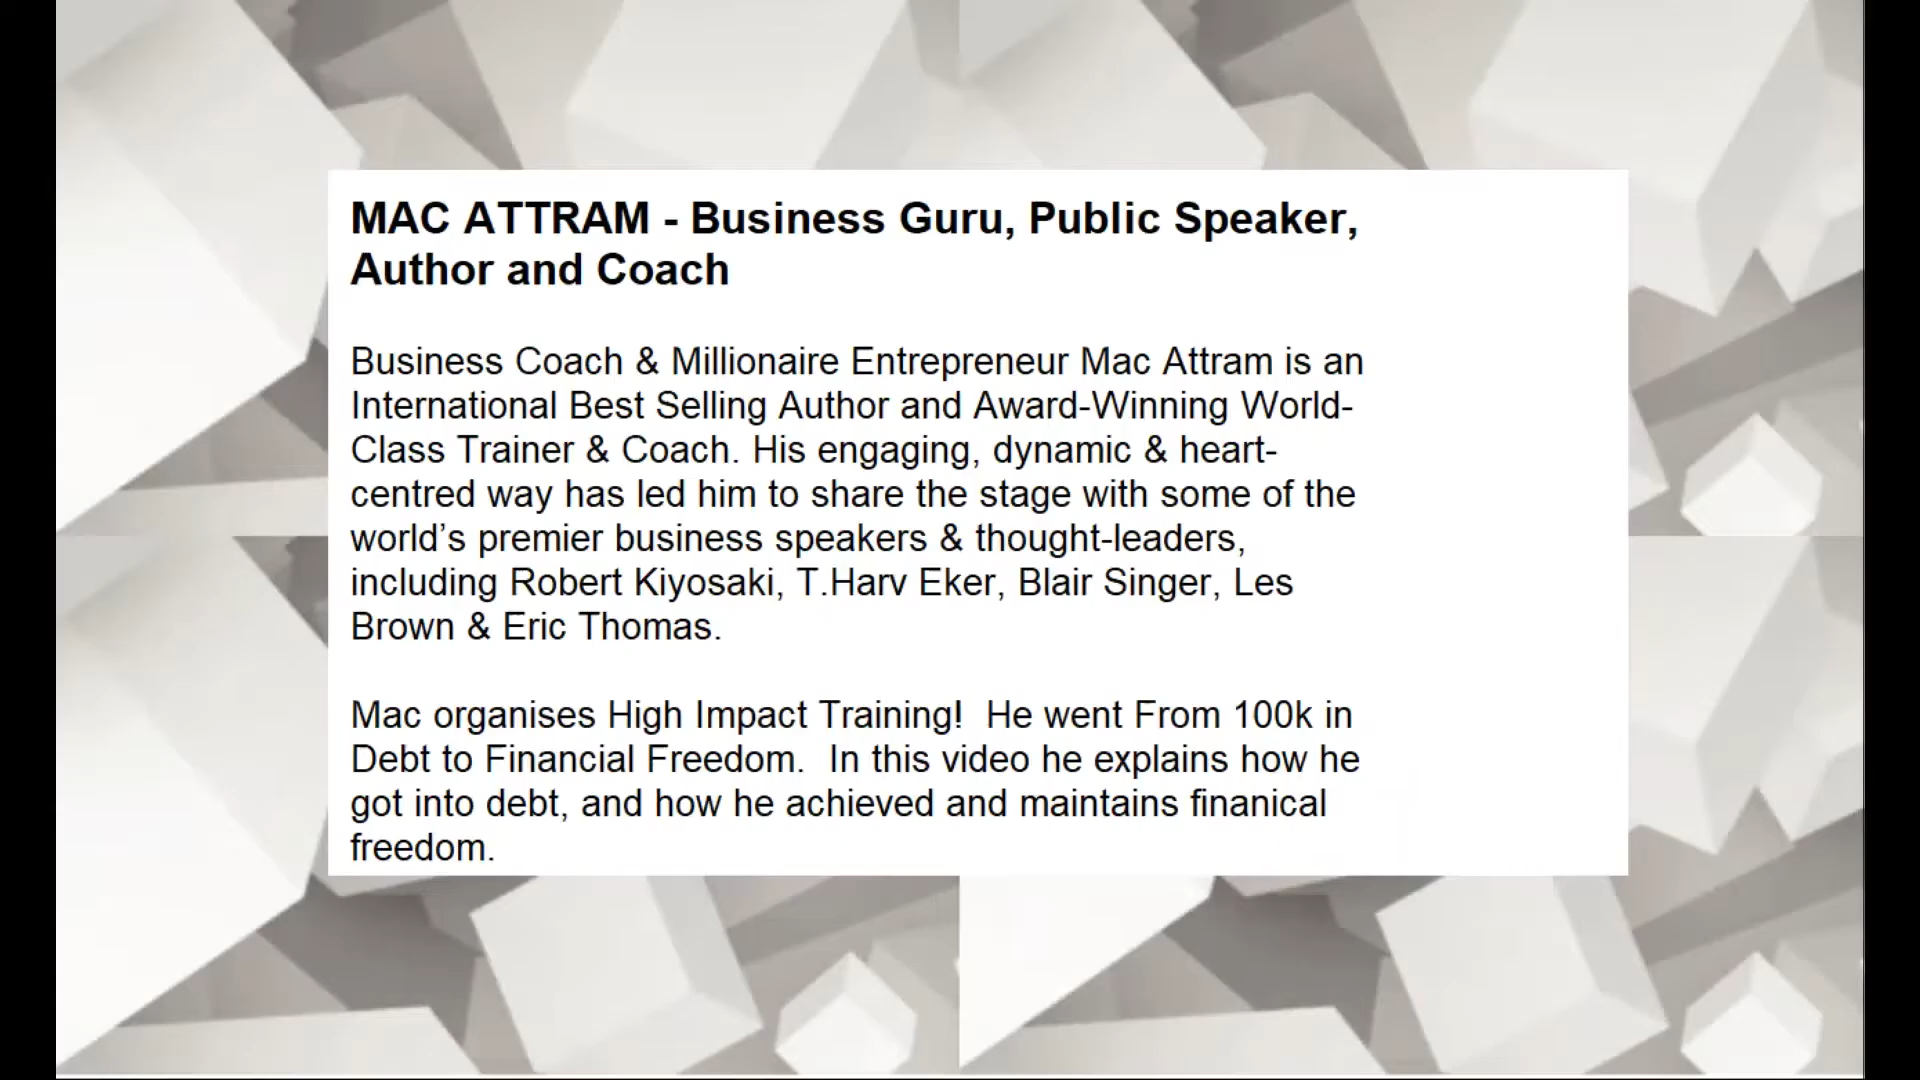 MAC ATTRAM - Business Guru, Public Speaker,
Author and Coach
Business Coach & Millionaire Entrepreneur Mac Attram is an
International Best Selling Author and Award-Winning World-
Class Trainer & Coach. His engaging, dynamic & heart-
centred way has led him to share the stage with some of the
world’s premier business speakers & thought-leaders,
including Robert Kiyosaki, T.Harv Eker, Blair Singer, Les
Brown & Eric Thomas.
Mac organises High Impact Training!  He went From 100k in
Debt to Financial Freedom.  In this video he explains how he
got into debt, and how he achieved and maintains finanical
freedom.